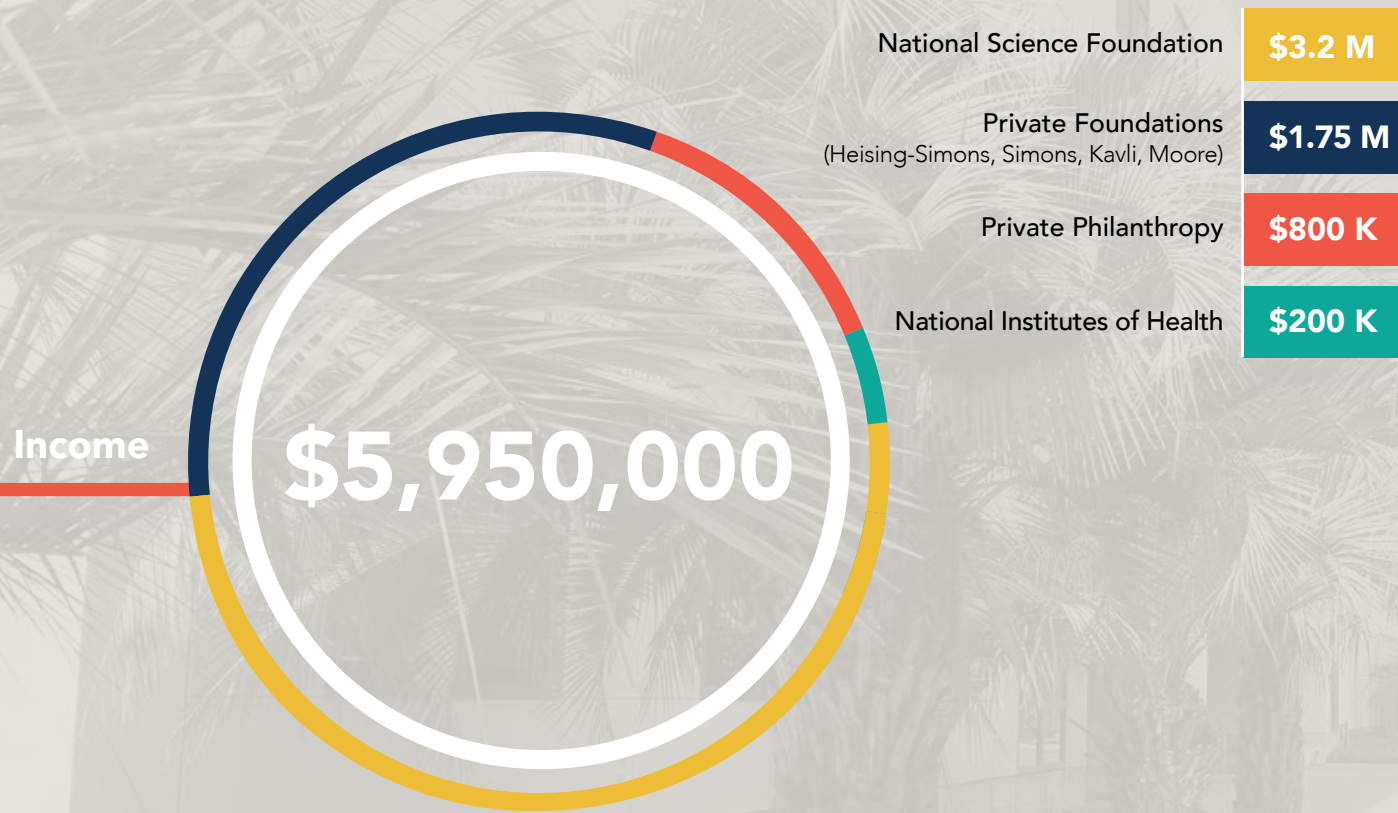 National Science Foundation $3.2 M
Private Foundations $1.75 M
(Heising-Simons, Simons, Kavli, Moore)
Private Philanthropy $800 K
National Institutes of Health $200 K
Income
$5,950,000